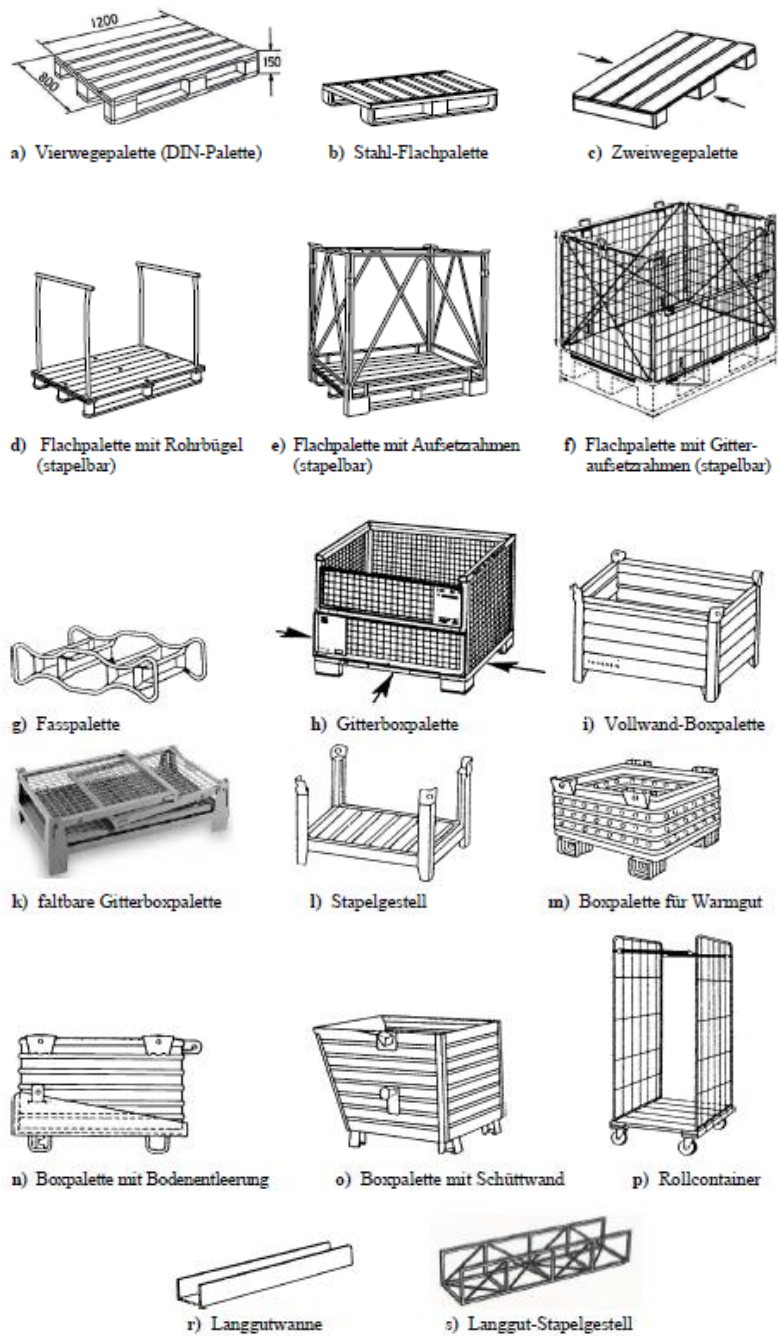 1200
800
150
a) Vierwegepalette (DIN-Palette)
b) Stahl-Flachpalette
c) Zweiwegepalette
d) Flachpalette mit Rohrbügel
(stapelbar)
e) Flachpalette mit Aufsetzrahmen
(stapelbar)
f) Flachpalette mit Gitter-
aufsetzrahmen (stapelbar)
g) Fasspalette
h) Gitterboxpalette
i) Vollwand-Boxpalette
k) faltbare Gitterboxpalette
l) Stapelgestell
m) Boxpalette für Warmgut
n) Boxpalette mit Bodenentleerung
o) Boxpalette mit Schüttwand
p) Rollcontainer
r) Langgutwanne
s) Langgut-Stapelgestell